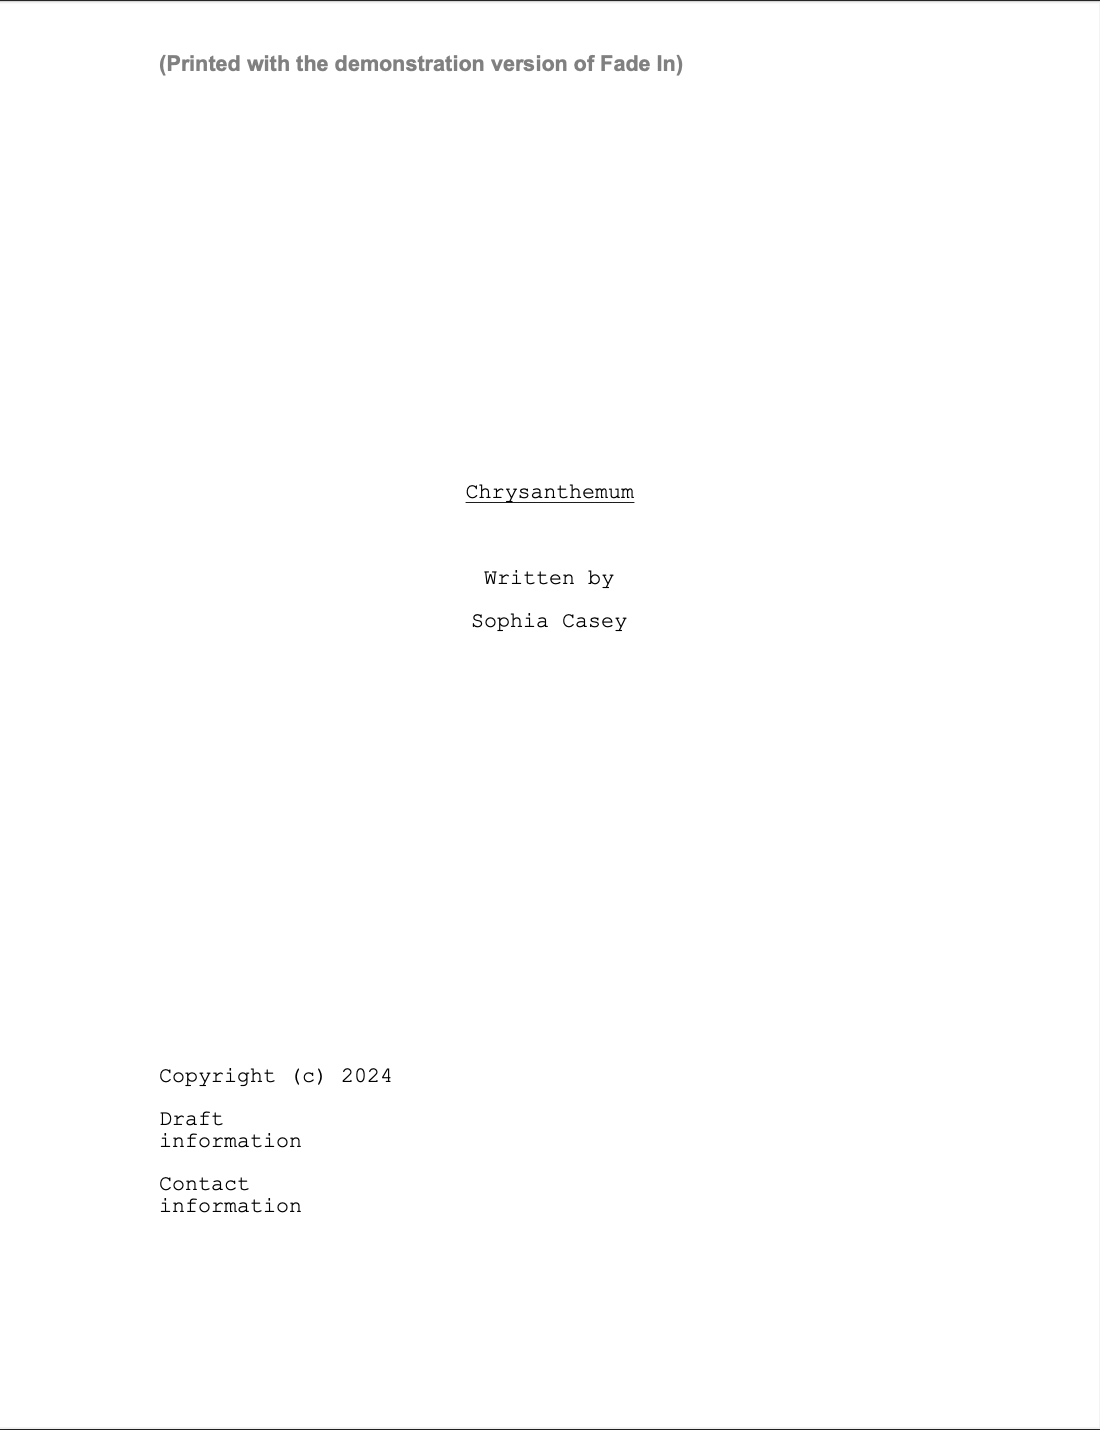 (Printed with the demonstration version of Fade In)
Chrysanthemum
Written by
Sophia Casey
Copyright (c) 2024
Draft
information
Contact
information